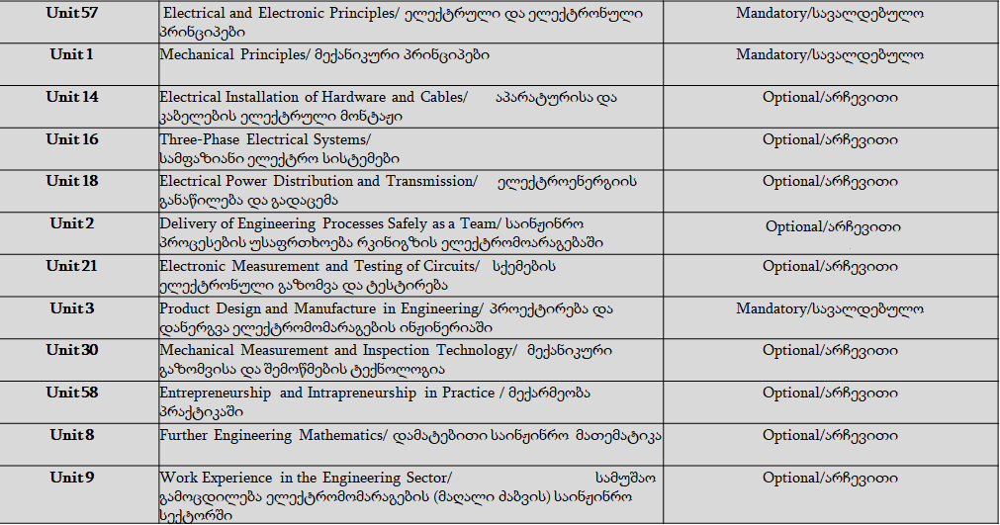 Unit 57 Electrical and Electronic Principles/ ელექტრული და ელექტრონული Mandatory/სავალდებულო
პრინციპები
Unit 1 Mechanical Principles/ მექანიკური პრინციპები Mandatory/სავალდებულო
Unit 14 Electrical Installation of Hardware and Cables/ აპარატურისა და Optional/არჩევითი
კაბელების ელექტრული მონტაჟი
Unit 16 Three-Phase Electrical Systems/ Optional/არჩევითი
სამფაზიანი ელექტრო სისტემები
Unit 18 Electrical Power Distribution and Transmission/ ელექტროენერგიის Optional/არჩევითი
განაწილება და გადაცემა
Unit 2 Delivery of Engineering Processes Safely as a Team/ საინჟინრო Optional/არჩევითი
პროცესების უსაფრთხოება რკინიგზის ელექტრომოარაგებაში
Unit 21 Electronic Measurement and Testing of Circuits/ სქემების Optional/არჩევითი
ელექტრონული გაზომვა და ტესტირება
Unit 3 Product Design and Manufacture in Engineering/ პროექტირება და Mandatory/სავალდებულო
დანერგვა ელექტრომომარაგების ინჟინერიაში
Unit 30 Mechanical Measurement and Inspection Technology/ მექანიკური Optional/არჩევითი
გაზომვისა და შემოწმების ტექნოლოგია
Unit 58 Entrepreneurship and Intrapreneurship in Practice / მექარმეობა Optional/არჩევითი
პრაქტიკაში
Unit 8 Further Engineering Mathematics/ დამატებითი საინჟინრო მათემატიკა Optional/არჩევითი
Unit 9 Work Experience in the Engineering Sector/ სამუშაო Optional/არჩევითი
გამოცდილება ელექტრომომარაგების (მაღალი ძაბვის) საინჟინრო
სექტორში